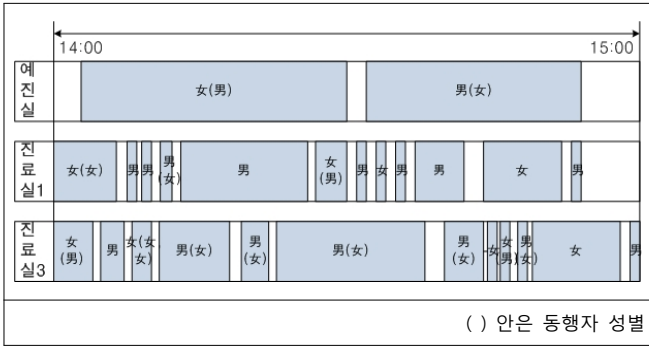 14:00 15:00
예진실 女(男) 男(女)
진료실1 女(女) 男 男 男(女) 男 女(男) 男 女 男 男 女 男
진료실3 女(男) 男 女(女,女) 男(女) 男(女) 男(女) 男(女) 女 女(男) 男(女) 女 男
( ) 안은 동행자 성별